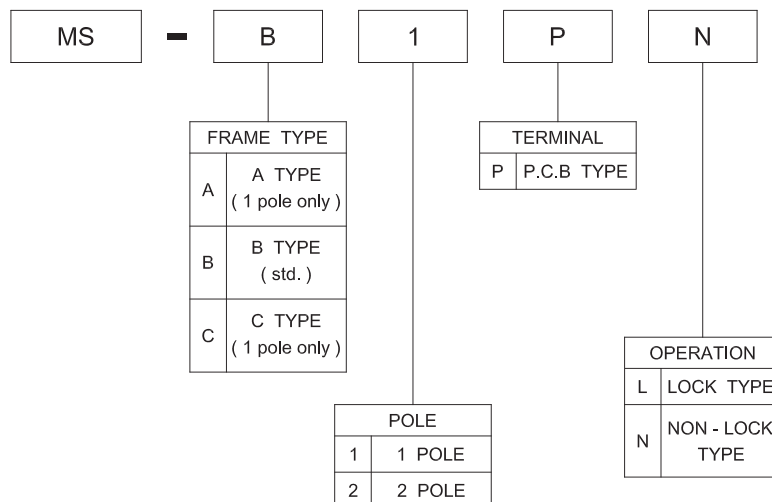 MS - B 1 P N
FRAME TYPE
A A TYPE
( 1 pole only )
B B TYPE
( std. )
C C TYPE
( 1 pole only )
TERMINAL
P P.C.B TYPE
POLE
1 1 POLE
2 2 POLE
OPERATION
L LOCK TYPE
N NON - LOCK
TYPE